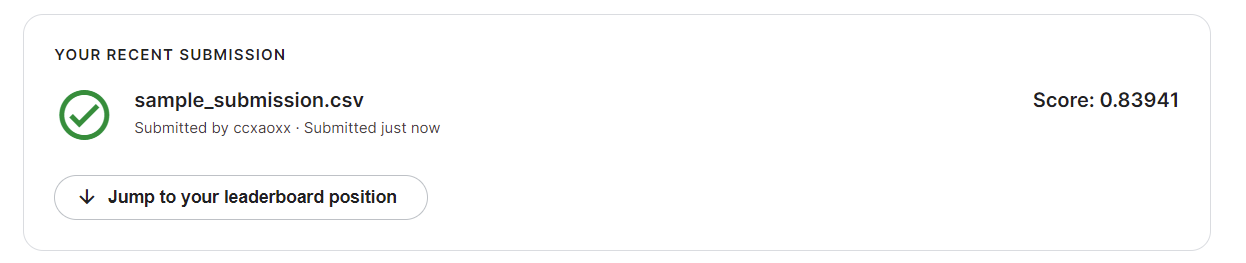 YOUR RECENT SUBMISSION
sample_submission.csv
Score: 0.83941
Submitted by ccxaoxx · Submitted just now
Jump to your leaderboard position